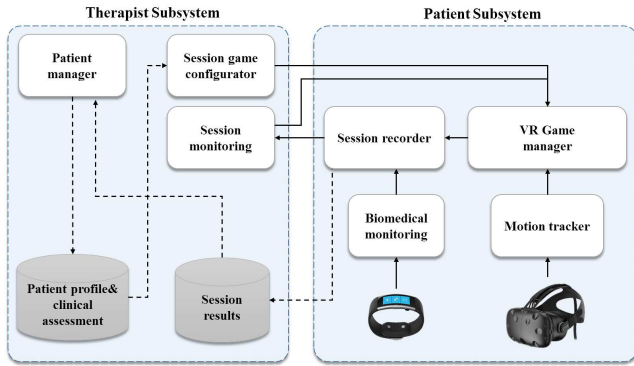 Therapist Subsystem
Patient Subsystem
Patient
manager
Session game
configurator
Session
monitoring
Session recorder
VR Game
manager
Biomedical
monitoring
Motion tracker
Patient profile&
clinical
assessment
Session
results